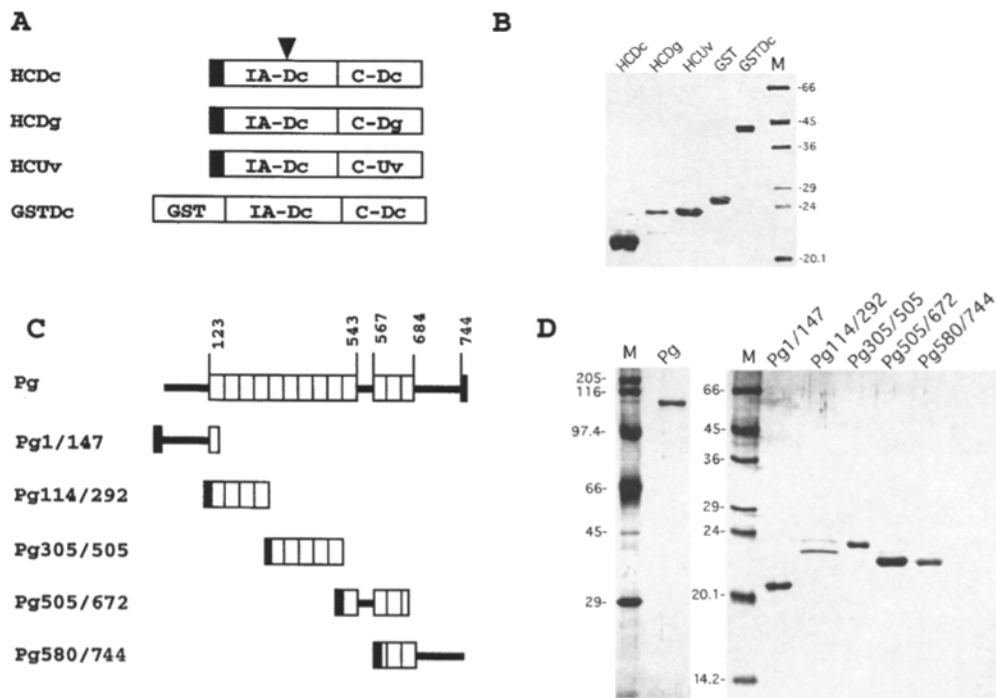 A
HCDc IA-Dc C-Dc
HCDg IA-Dc C-Dg
HCUv IA-Dc C-Uv
GSTDc GST IA-Dc C-Dc
B
HCDc HCDg HCUv GST GSTDc M
-66
-45
-36
-29
-24
-20.1
C
123 543 567 684 744
Pg
Pg1/147
Pg114/292
Pg305/505
Pg505/672
Pg580/744
D
M Pg
205-
116-
97.4-
66-
45-
29-
M Pg1/147 Pg114/292 Pg305/505 Pg505/672 Pg580/744
66-
45-
36-
29-
24-
20.1-
14.2-